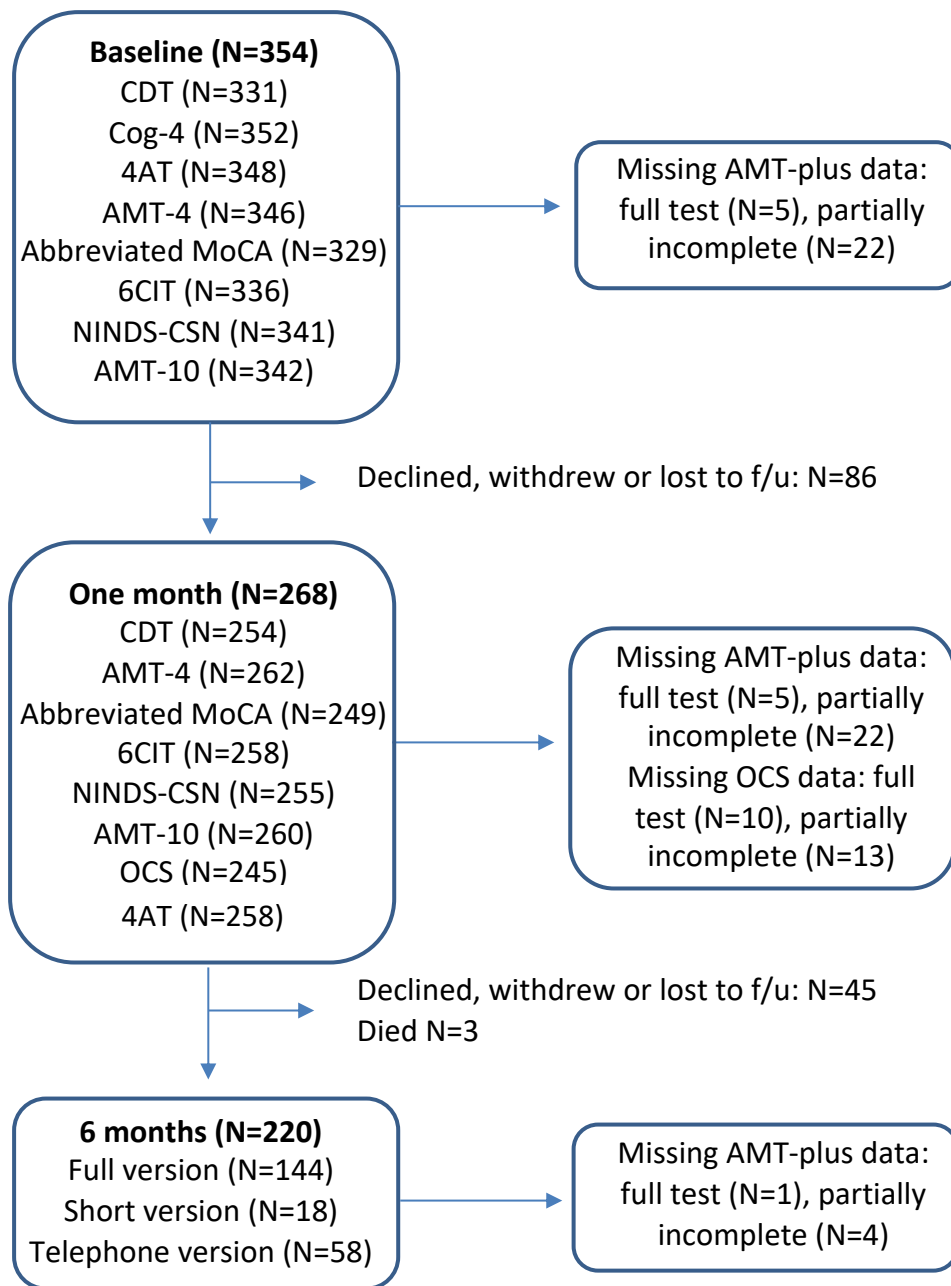 Baseline (N=354)
CDT (N=331)
Cog-4 (N=352)
4AT (N=348)
AMT-4 (N=346)
Abbreviated MoCA (N=329)
6CIT (N=336)
NINDS-CSN (N=341)
AMT-10 (N=342)
Missing AMT-plus data:
full test (N=5), partially
incomplete (N=22)
Declined, withdrew or lost to f/u: N=86
One month (N=268)
CDT (N=254)
AMT-4 (N=262)
Abbreviated MoCA (N=249)
6CIT (N=258)
NINDS-CSN (N=255)
AMT-10 (N=260)
OCS (N=245)
4AT (N=258)
Missing AMT-plus data:
full test (N=5), partially
incomplete (N=22)
Missing OCS data: full
test (N=10), partially
incomplete (N=13)
Declined, withdrew or lost to f/u: N=45
Died N=3
6 months (N=220)
Full version (N=144)
Short version (N=18)
Telephone version (N=58)
Missing AMT-plus data:
full test (N=1), partially
incomplete (N=4)